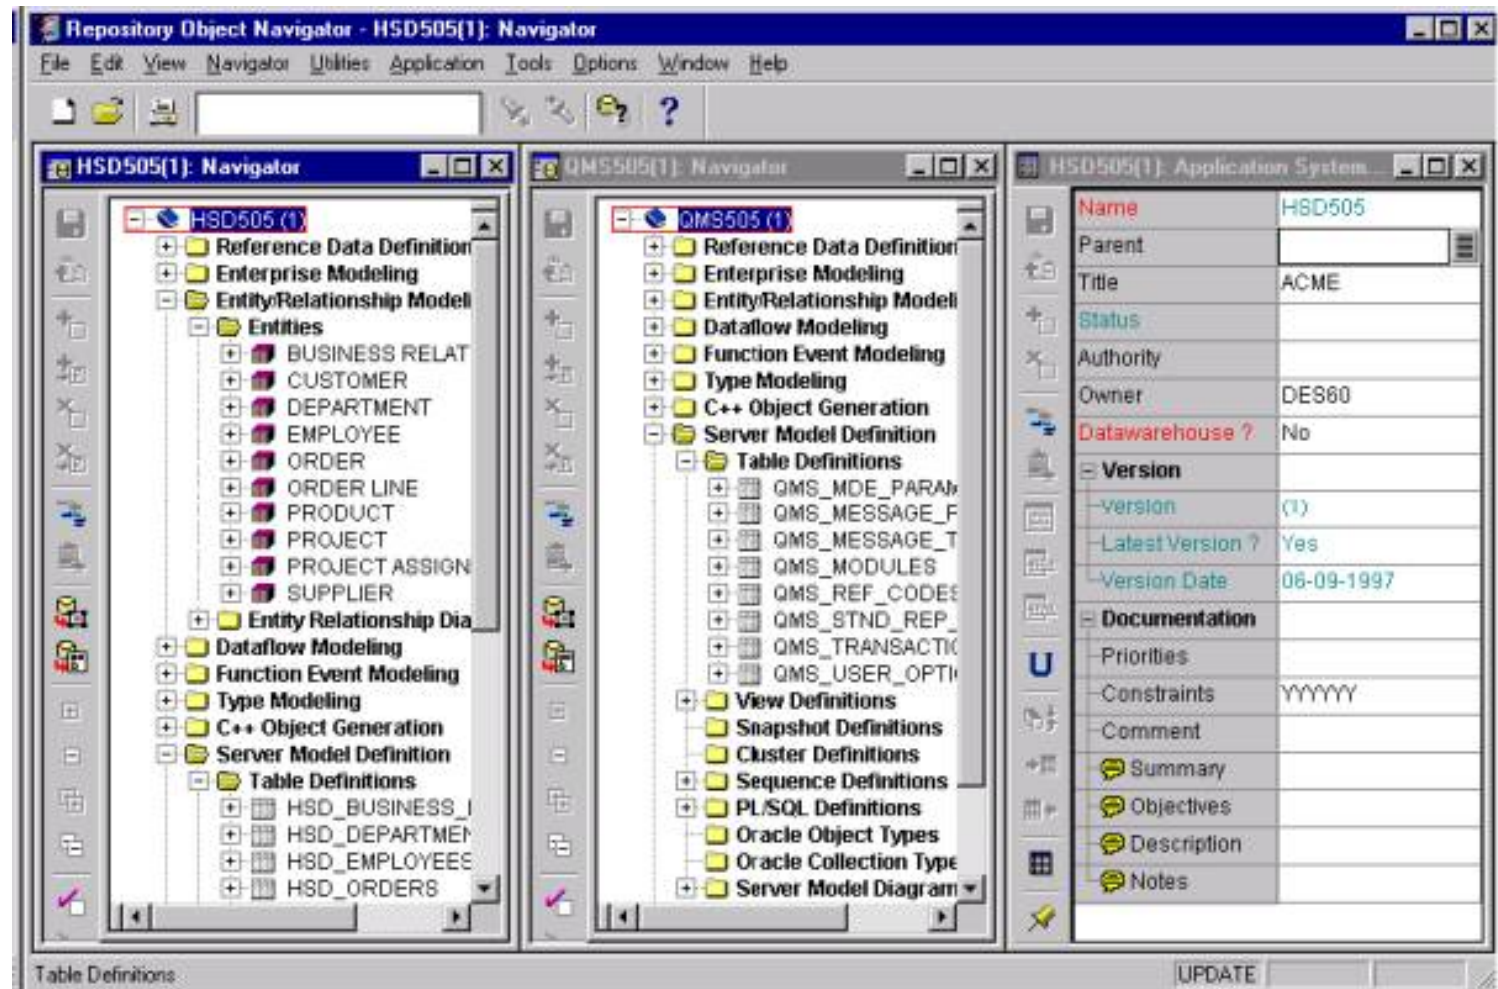 Repository Object Navigator - HSD505(1): Navigator
File Edit View Navigator Utilities Application Tools Options Window Help
HSD505(1): Navigator
HSD505 (1)
Reference Data Definition
Enterprise Modeling
Entity/Relationship Modeli
Entities
BUSINESS RELAT
CUSTOMER
DEPARTMENT
EMPLOYEE
ORDER
ORDER LINE
PRODUCT
PROJECT
PROJECT ASSIGN
SUPPLIER
Entity Relationship Dia
Dataflow Modeling
Function Event Modeling
Type Modeling
C++ Object Generation
Server Model Definition
Table Definitions
HSD_BUSINESS_
HSD_DEPARTMEN
HSD_EMPLOYEES
HSD_ORDERS
QMS505(1): Navigator
QMS505 (1)
Reference Data Definition
Enterprise Modeling
Entity/Relationship Modeli
Dataflow Modeling
Function Event Modeling
Type Modeling
C++ Object Generation
Server Model Definition
Table Definitions
QMS_MDE_PARAM
QMS_MESSAGE_P
QMS_MESSAGE_T
QMS_MODULES
QMS_REF_CODES
QMS_STND_REP_
QMS_TRANSACTIO
QMS_USER_OPTI
View Definitions
Snapshot Definitions
Cluster Definitions
Sequence Definitions
PL/SQL Definitions
Oracle Object Types
Oracle Collection Type
Server Model Diagram
HSD505(1): Application System...
Name HSD505
Parent
Title ACME
Status
Authority
Owner DES60
Datawarehouse ? No
Version
Version (1)
Latest Version ? Yes
Version Date 06-09-1997
Documentation
Priorities
Constraints YYYYYY
Comment
Summary
Objectives
Description
Notes
Table Definitions
UPDATE